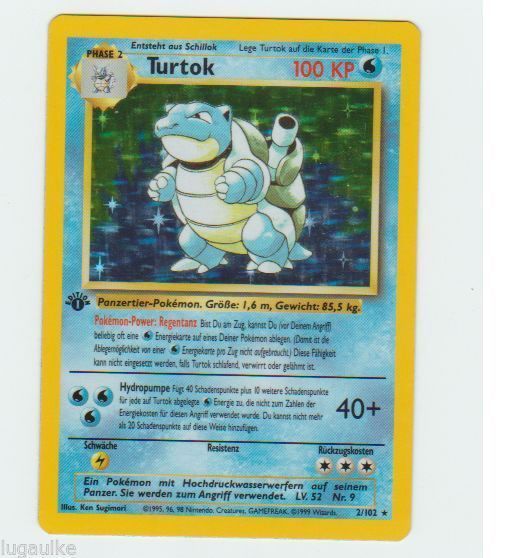 Entsteht aus Schillok
Lege Turtok auf die Karte der Phase 1.
PHASE 2
Turtok
100 KP
EDITION
1
Panzertier-Pokémon. Größe: 1,6 m, Gewicht: 85,5 kg.
Pokémon-Power: Regentanz Bist Du am Zug, kannst Du (vor Deinem Angriff)
beliebig oft eine Energiekarte auf eines Deiner Pokémon ablegen. (Damit ist die
Ablegemöglichkeit von einer Energiekarte pro Zug nicht aufgebraucht.) Diese Fähigkeit
kann nicht eingesetzt werden, falls Turtok schlafend, verwirrt oder gelähmt ist.
Hydropumpe Fügt 40 Schadenspunkte plus 10 weitere Schadenspunkte
für jede auf Turtok abgelegte Energie zu, die nicht zum Zahlen der
Energiekosten für diesen Angriff verwendet wurde. Du kannst nicht mehr
als 20 Schadenspunkte auf diese Weise hinzufügen.
40+
Schwäche
Resistenz
Rückzugskosten
Ein Pokémon mit Hochdruckwasserwerfern auf seinem
Panzer. Sie werden zum Angriff verwendet. LV. 52 Nr. 9
Illus. Ken Sugimori
©1995, 96, 98 Nintendo, Creatures, GAMEFREAK. ©1999 Wizards.
2/102 ★
lugaulke